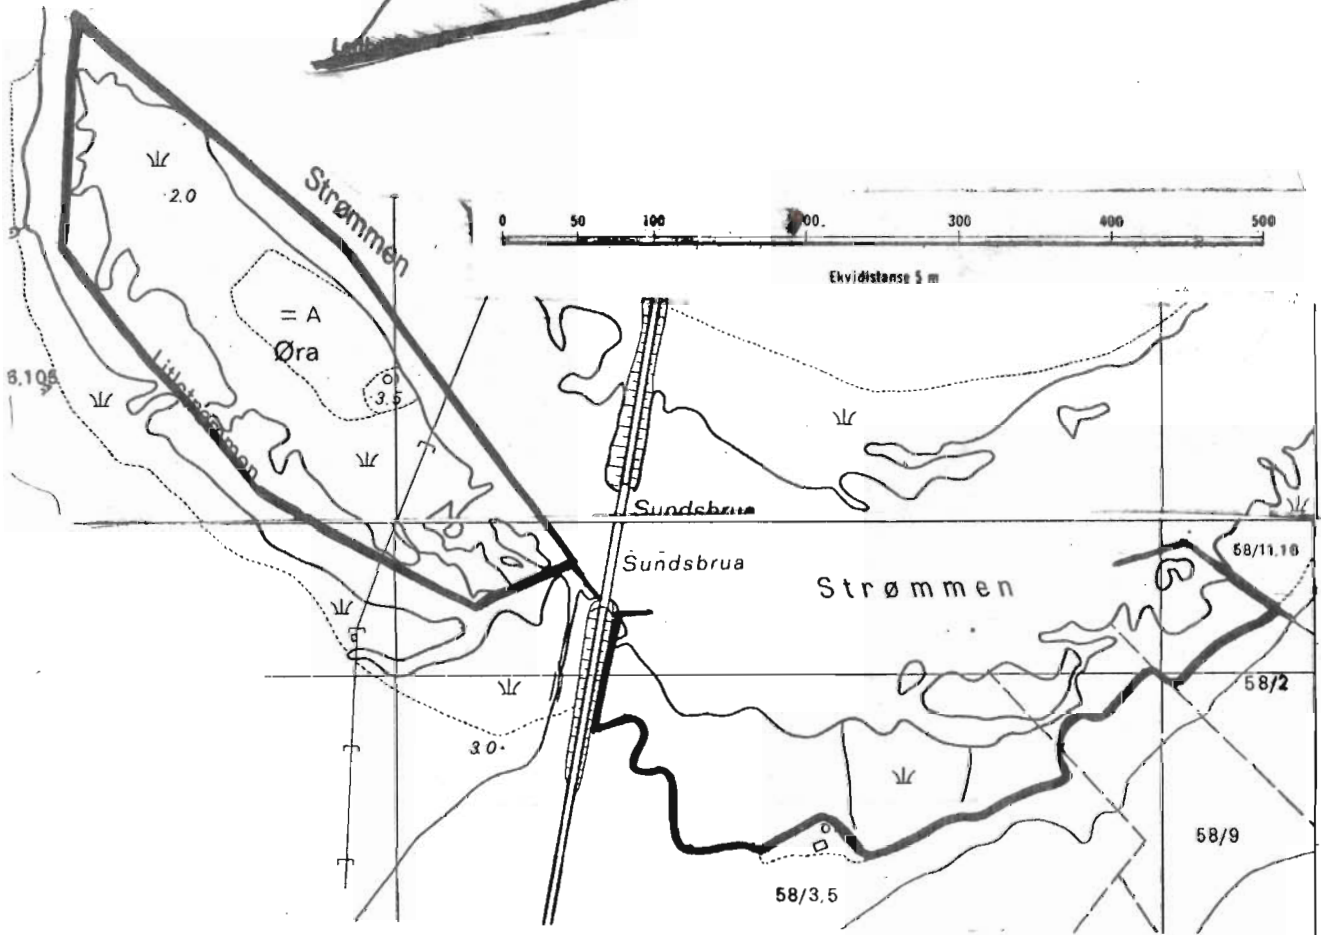 Strømmen
2.0
0 50 100 300 400 500
Ekvidistanse 5 m
= A
Øra
3.5
Sundsbrua
Sundsbrua
Strømmen
58/11,16
58/2
3.0
58/9
58/3,5